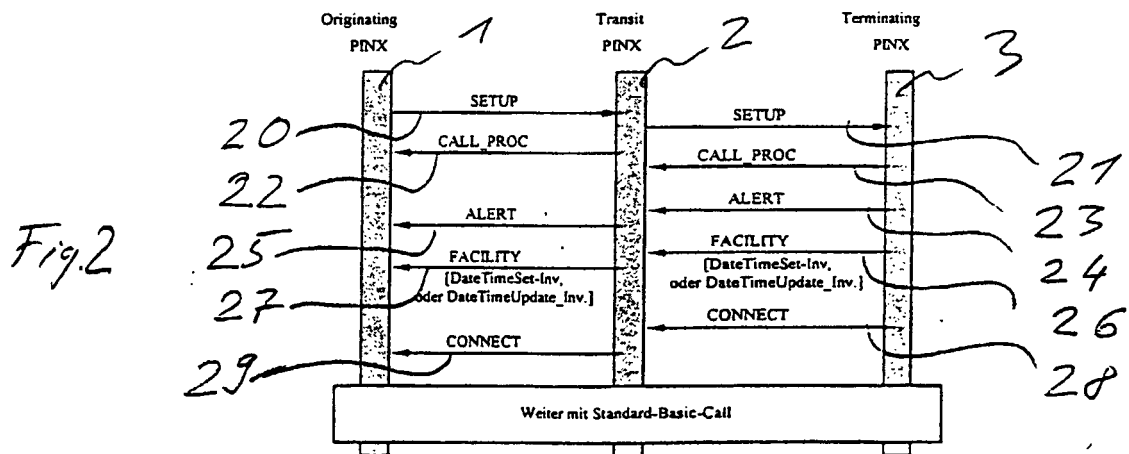 Originating PINX 1
Transit PINX 2
Terminating PINX 3
SETUP
20
SETUP
21
CALL_PROC
22
CALL_PROC
23
ALERT
24
ALERT
25
Fig.2
FACILITY
[DateTimeSet-Inv,
oder DateTimeUpdate_Inv.]
26
FACILITY
[DateTimeSet-Inv,
oder DateTimeUpdate_Inv.]
27
CONNECT
28
CONNECT
29
Weiter mit Standard-Basic-Call